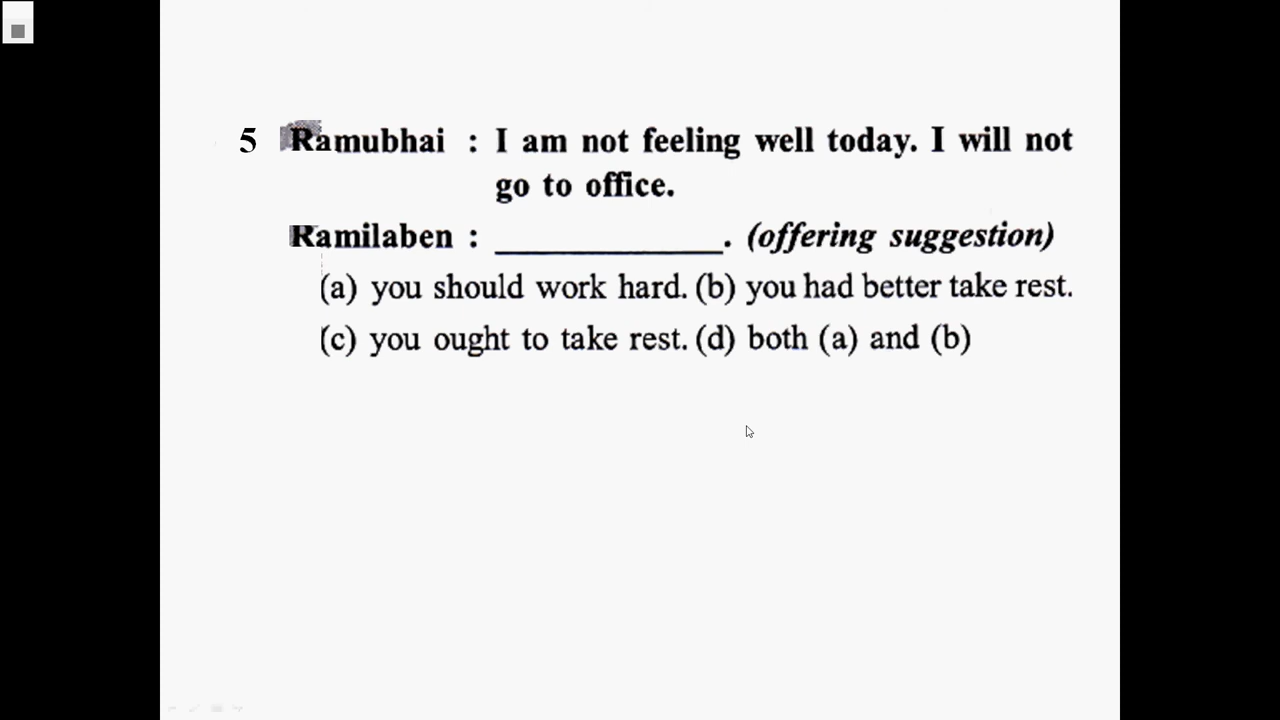 5 Ramubhai : I am not feeling well today. I will not
go to office.
Ramilaben : ______________. (offering suggestion)
(a) you should work hard. (b) you had better take rest.
(c) you ought to take rest. (d) both (a) and (b)